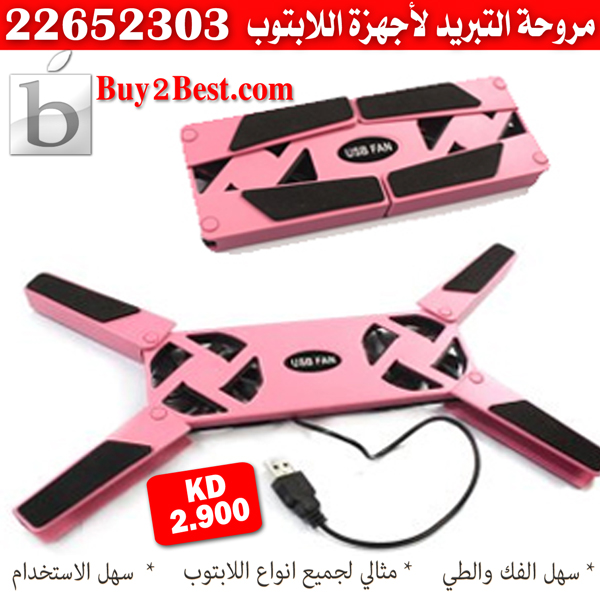 مروحة التبريد لأجهزة اللابتوب 22652303
b
Buy2Best.com
USB FAN
USB FAN
KD
2.900
* سهل الفك والطي * مثالي لجميع انواع اللابتوب * سهل الاستخدام